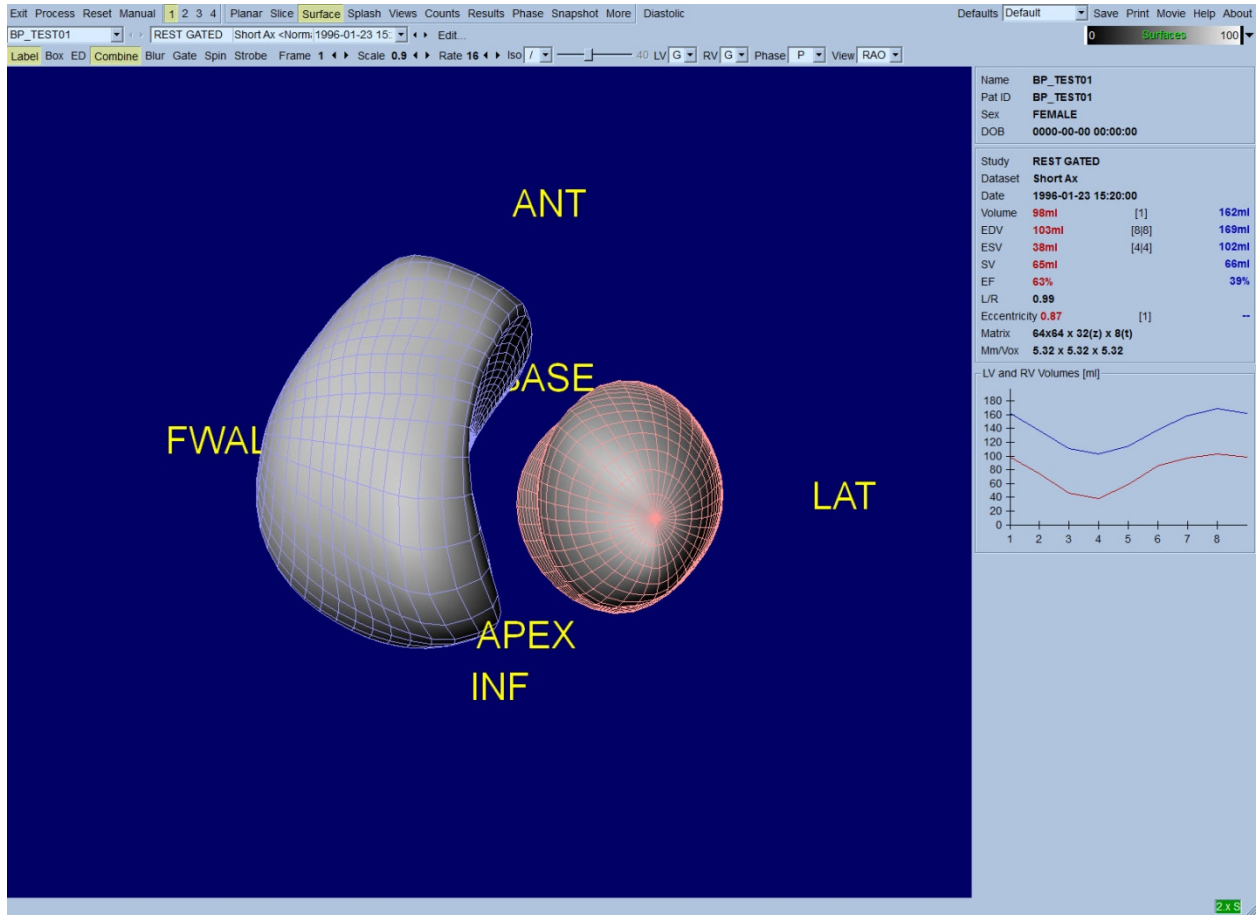 Exit Process Reset Manual 1 2 3 4 Planar Slice Surface Splash Views Counts Results Phase Snapshot More Diastolic Defaults Default Save Print Movie Help About
BP_TEST01 REST GATED Short Ax <Norm: 1996-01-23 15: Edit... 0 Surfaces 100
Label Box ED Combine Blur Gate Spin Strobe Frame 1 Scale 0.9 Rate 16 Iso / 40 LV G RV G Phase P View RAO
Name BP_TEST01
Pat ID BP_TEST01
Sex FEMALE
DOB 0000-00-00 00:00:00
Study REST GATED
Dataset Short Ax
Date 1996-01-23 15:20:00
Volume 98ml [1] 162ml
EDV 103ml [8|8] 169ml
ESV 38ml [4|4] 102ml
SV 65ml 66ml
EF 63% 39%
L/R 0.99
Eccentricity 0.87 [1] --
Matrix 64x64 x 32(z) x 8(t)
Mm/Vox 5.32 x 5.32 x 5.32
LV and RV Volumes [ml]
180
160
140
120
100
80
60
40
20
0
1 2 3 4 5 6 7 8
ANT
BASE
FWAL
LAT
APEX
INF
2.x S